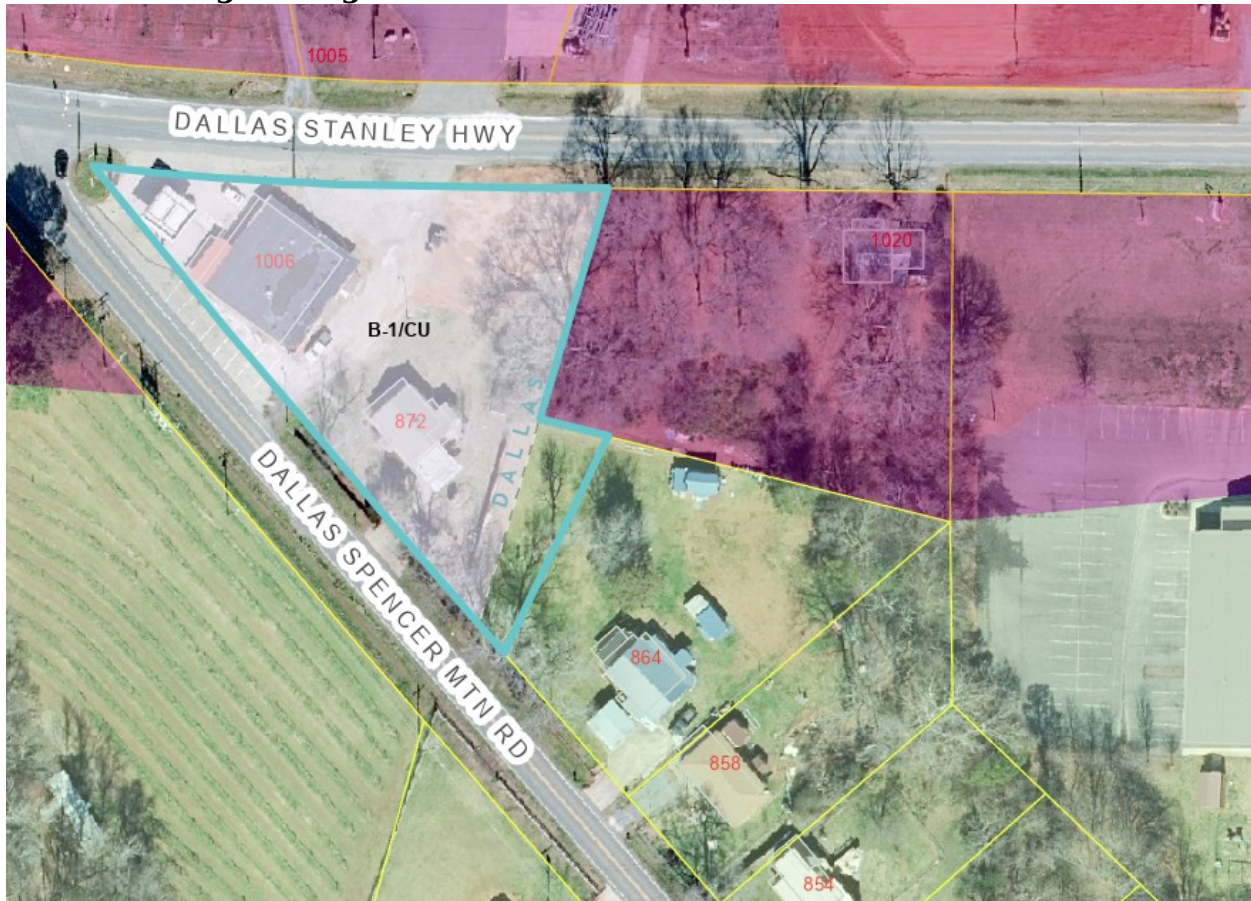 1005
DALLAS STANLEY HWY
1006
1020
B-1/CU
872
DALLAS
DALLAS SPENCER MTN RD
864
858
854